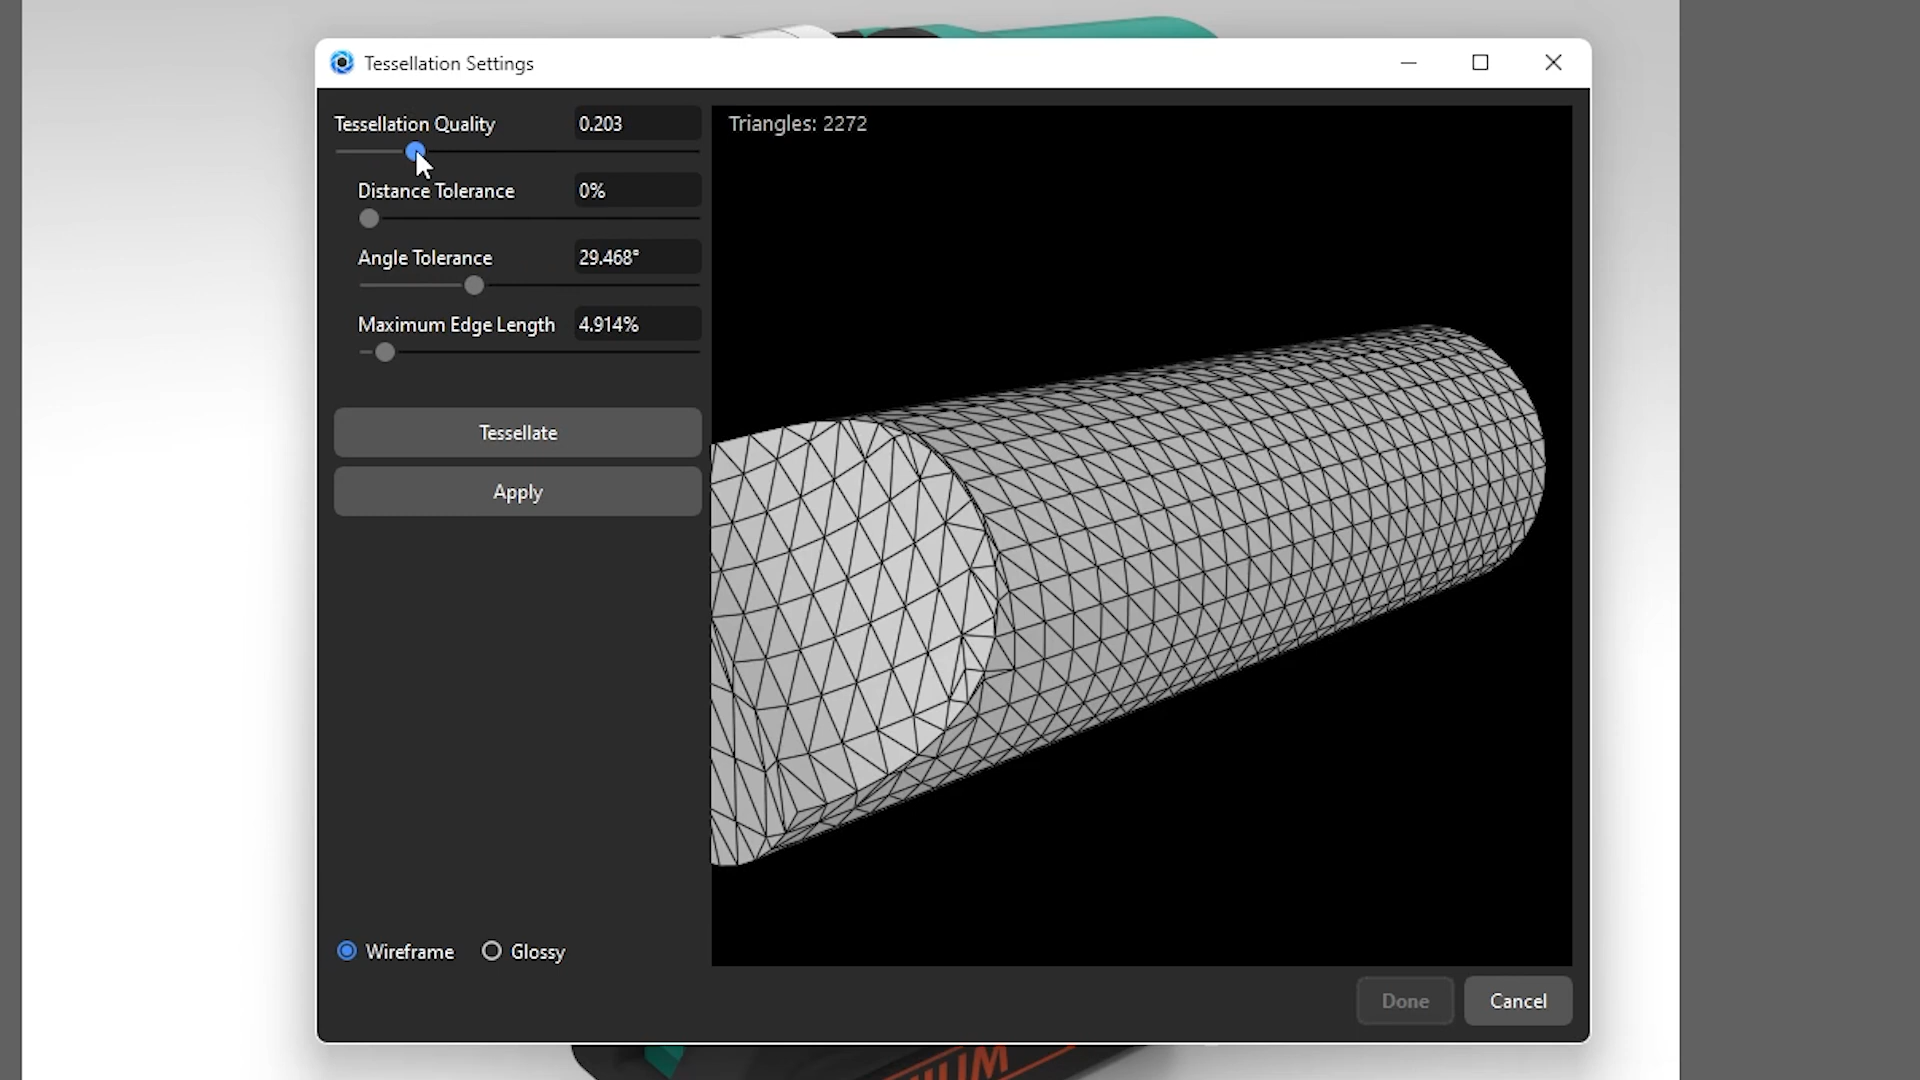 Tessellation Settings
Tessellation Quality 0.203
Distance Tolerance 0%
Angle Tolerance 29.468°
Maximum Edge Length 4.914%
Tessellate
Apply
Wireframe Glossy
Triangles: 2272
Done Cancel